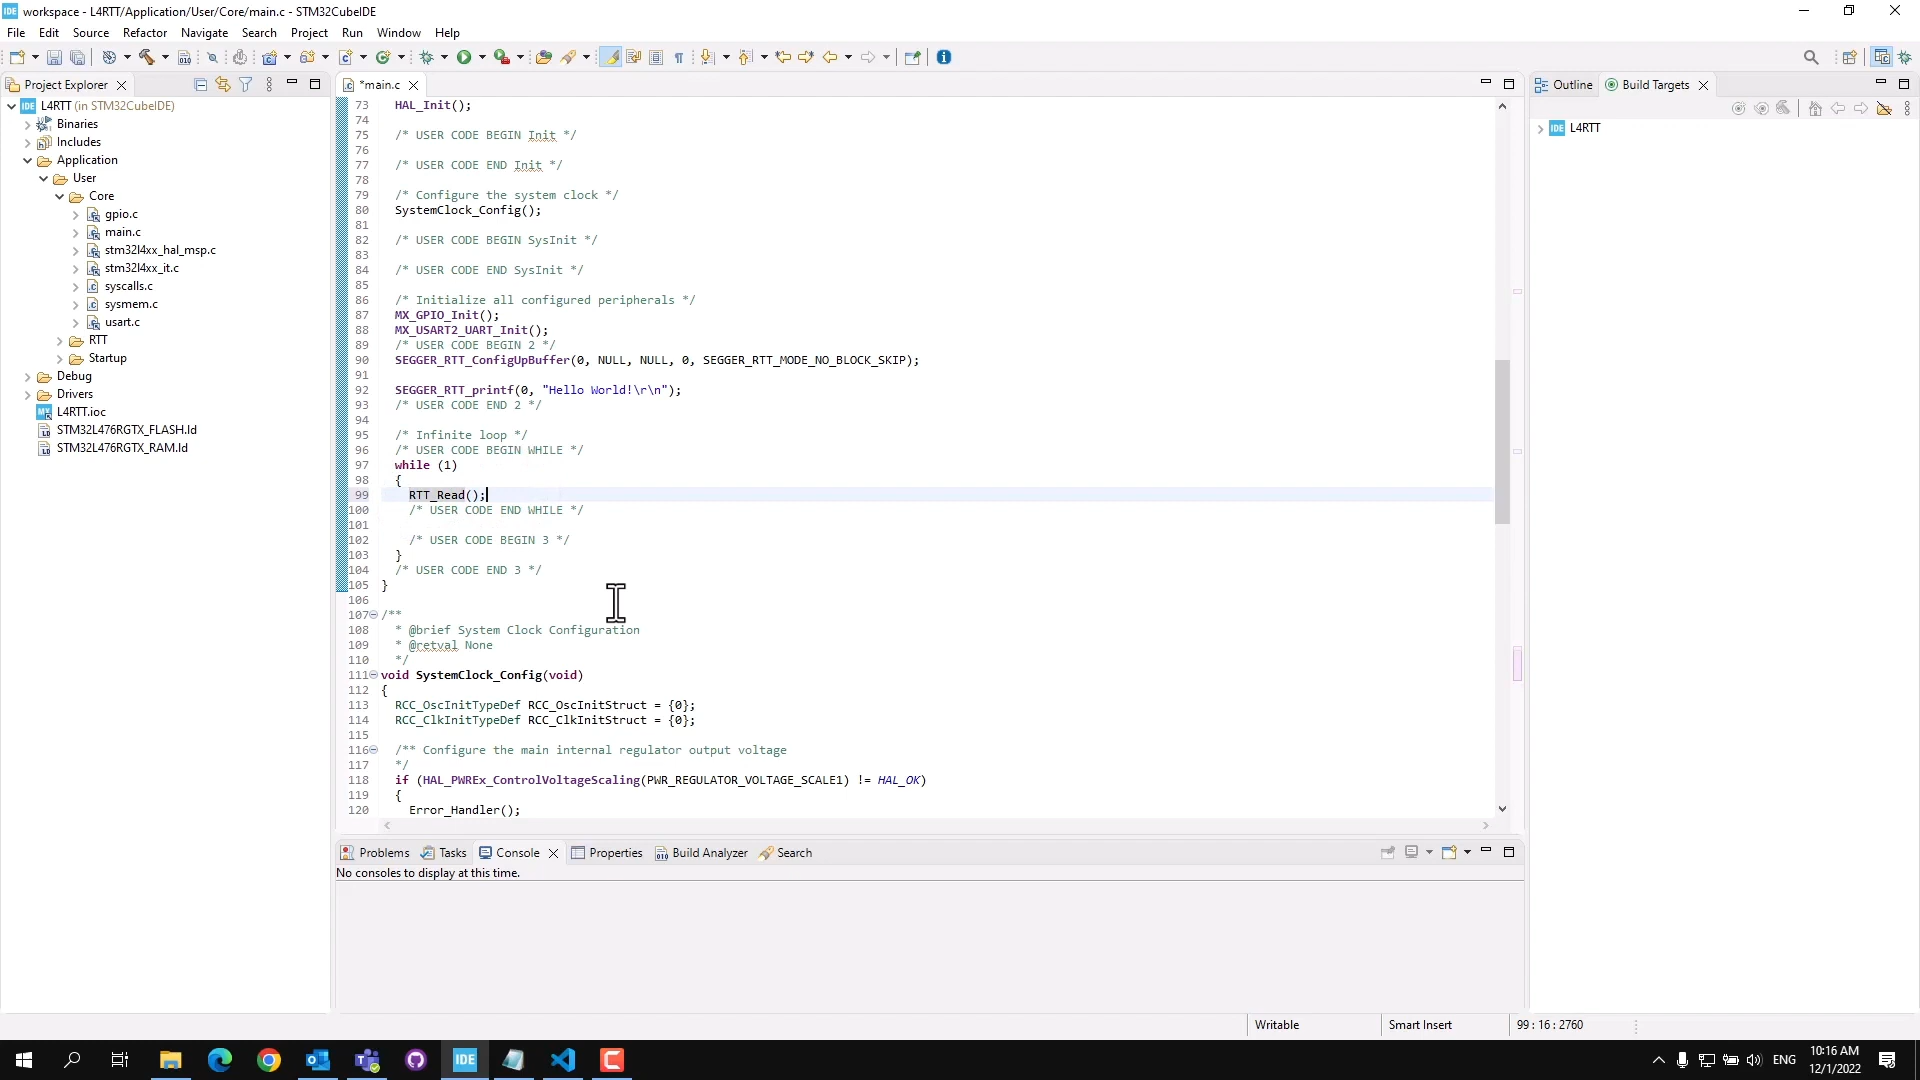 workspace - L4RTT/Application/User/Core/main.c - STM32CubeIDE
File Edit Source Refactor Navigate Search Project Run Window Help
Project Explorer
L4RTT (in STM32CubeIDE)
Binaries
Includes
Application
User
Core
gpio.c
main.c
stm32l4xx_hal_msp.c
stm32l4xx_it.c
syscalls.c
sysmem.c
usart.c
RTT
Startup
Debug
Drivers
L4RTT.ioc
STM32L476RGTX_FLASH.ld
STM32L476RGTX_RAM.ld
*main.c
73 HAL_Init();
74
75 /* USER CODE BEGIN Init */
76
77 /* USER CODE END Init */
78
79 /* Configure the system clock */
80 SystemClock_Config();
81
82 /* USER CODE BEGIN SysInit */
83
84 /* USER CODE END SysInit */
85
86 /* Initialize all configured peripherals */
87 MX_GPIO_Init();
88 MX_USART2_UART_Init();
89 /* USER CODE BEGIN 2 */
90 SEGGER_RTT_ConfigUpBuffer(0, NULL, NULL, 0, SEGGER_RTT_MODE_NO_BLOCK_SKIP);
91
92 SEGGER_RTT_printf(0, "Hello World!\r\n");
93 /* USER CODE END 2 */
94
95 /* Infinite loop */
96 /* USER CODE BEGIN WHILE */
97 while (1)
98 {
99 RTT_Read();
100 /* USER CODE END WHILE */
101
102 /* USER CODE BEGIN 3 */
103 }
104 /* USER CODE END 3 */
105 }
106
107 /**
108 * @brief System Clock Configuration
109 * @retval None
110 */
111 void SystemClock_Config(void)
112 {
113 RCC_OscInitTypeDef RCC_OscInitStruct = {0};
114 RCC_ClkInitTypeDef RCC_ClkInitStruct = {0};
115
116 /** Configure the main internal regulator output voltage
117 */
118 if (HAL_PWREx_ControlVoltageScaling(PWR_REGULATOR_VOLTAGE_SCALE1) != HAL_OK)
119 {
120 Error_Handler();
Problems Tasks Console Properties Build Analyzer Search
No consoles to display at this time.
Outline Build Targets
L4RTT
Writable Smart Insert 99 : 16 : 2760
ENG 10:16 AM
12/1/2022